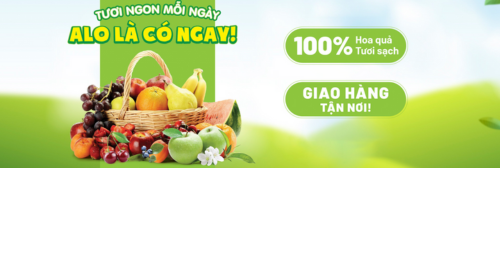 TƯƠI NGON MỖI NGÀY
ALO LÀ CÓ NGAY!
100% Hoa quả
Tươi sạch
GIAO HÀNG
TẬN NƠI!